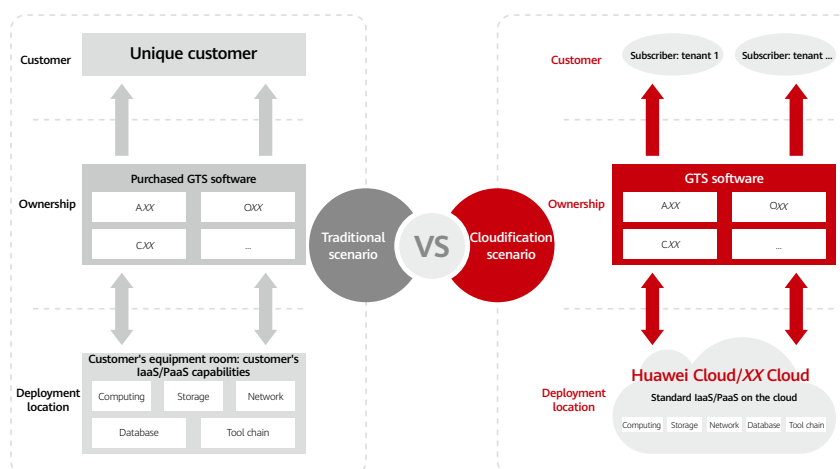 Customer
Unique customer
Ownership
Purchased GTS software
AXX
OXX
CXX
...
Deployment
location
Customer's equipment room: customer's
IaaS/PaaS capabilities
Computing
Storage
Network
Database
Tool chain
Traditional
scenario
VS
Cloudification
scenario
Customer
Subscriber: tenant 1
Subscriber: tenant ...
Ownership
GTS software
AXX
OXX
CXX
...
Deployment
location
Huawei Cloud/XX Cloud
Standard IaaS/PaaS on the cloud
Computing
Storage
Network
Database
Tool chain